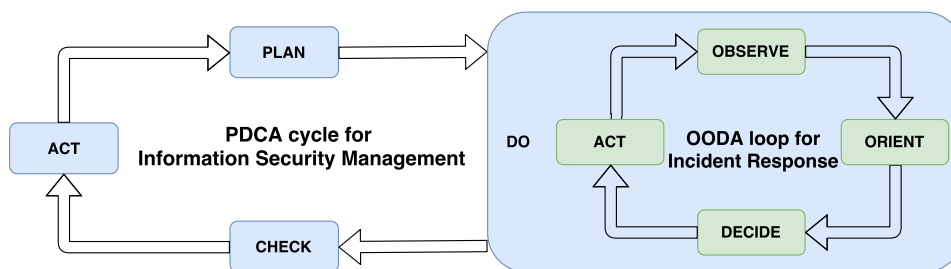 PLAN
OBSERVE
ACT
PDCA cycle for
Information Security Management
DO
ACT
OODA loop for
Incident Response
ORIENT
CHECK
DECIDE